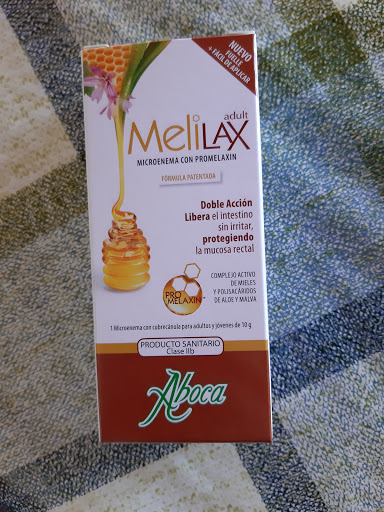 NUEVO
FUELLE
+ FÁCIL DE APLICAR
adult
MeliLAX
MICROENEMA CON PROMELAXIN
FÓRMULA PATENTADA
Doble Acción
Libera el intestino
sin irritar,
protegiendo
la mucosa rectal
PRO
MELAXIN™
COMPLEJO ACTIVO
DE MIELES
Y POLISACÁRIDOS
DE ALOE Y MALVA
1 Microenema con cubrecánula para adultos y jóvenes de 10 g
PRODUCTO SANITARIO
Clase IIb
Aboca